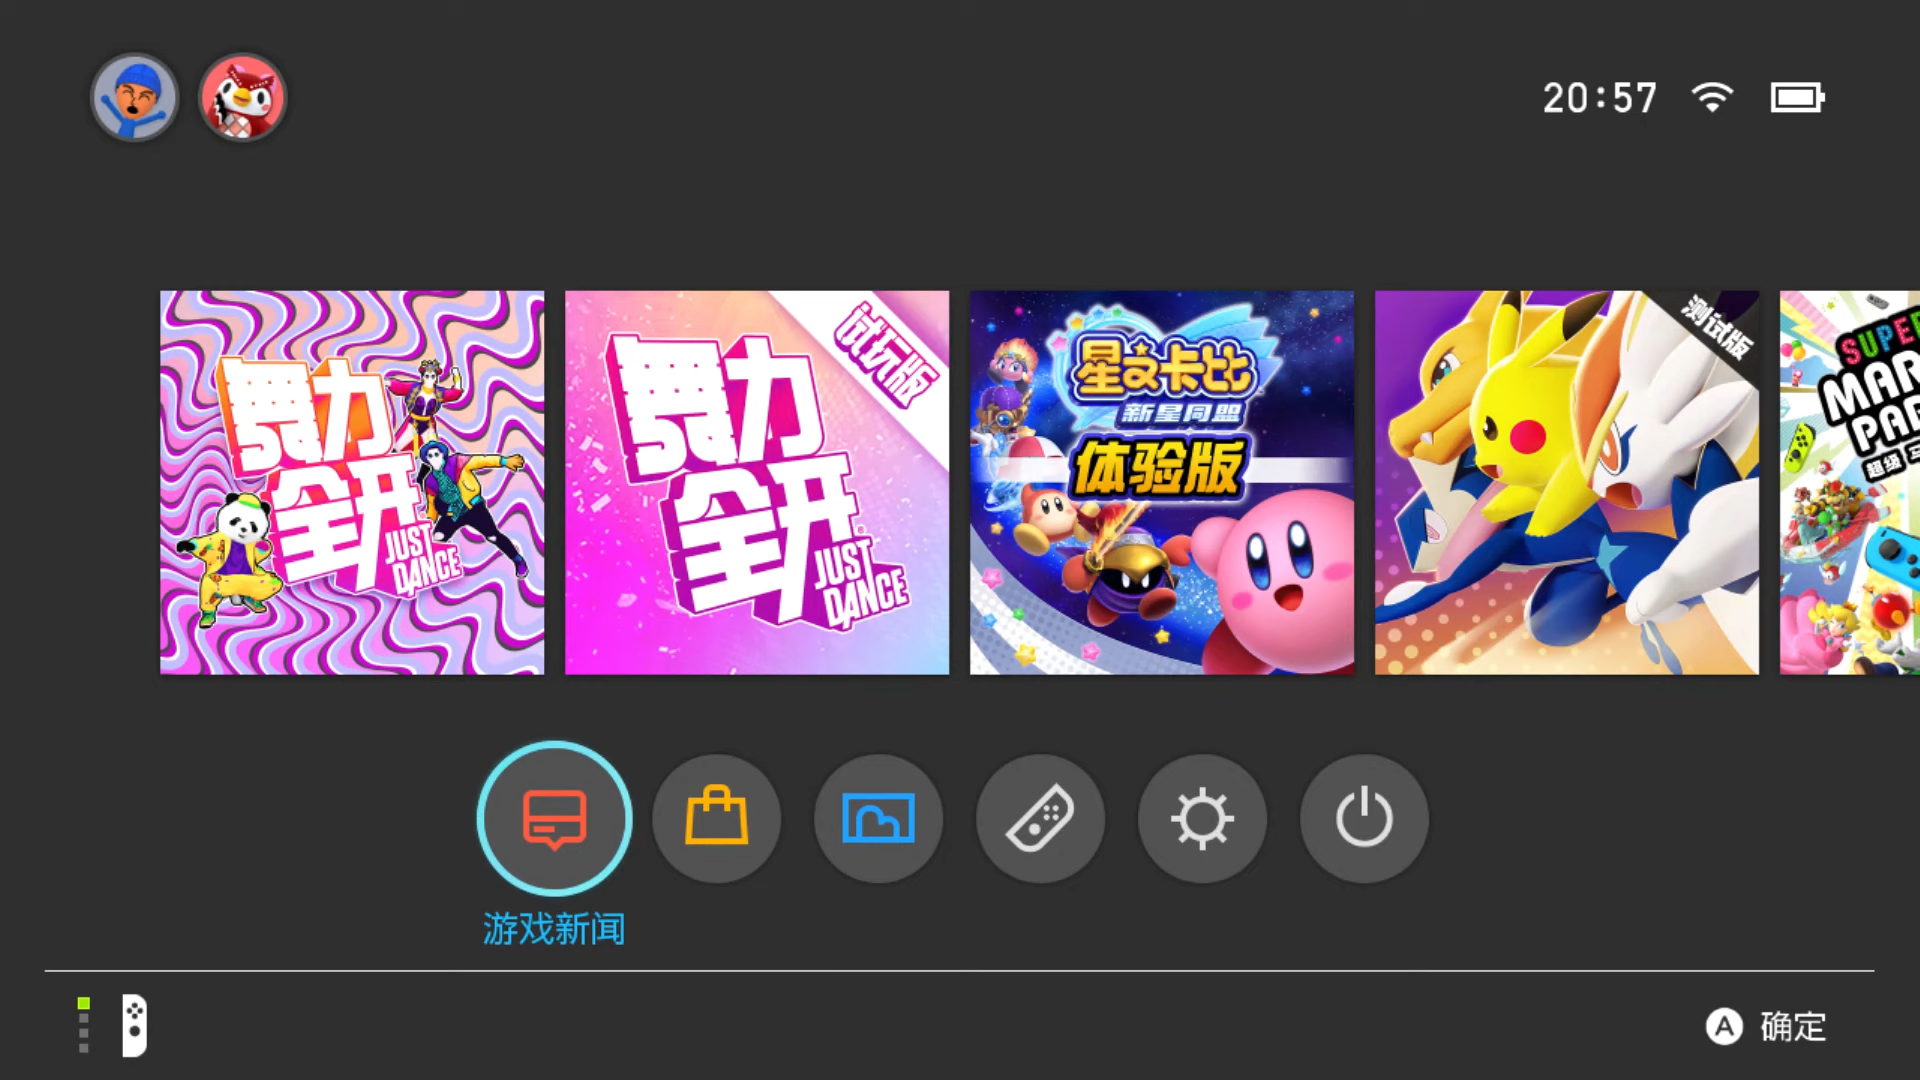 20:57
舞力
全开
JUST
DANCE
试玩版
舞力
全开
JUST
DANCE
星之卡比
新星同盟
体验版
测试版
SUPER
MAR
PAR
超级
游戏新闻
A 确定